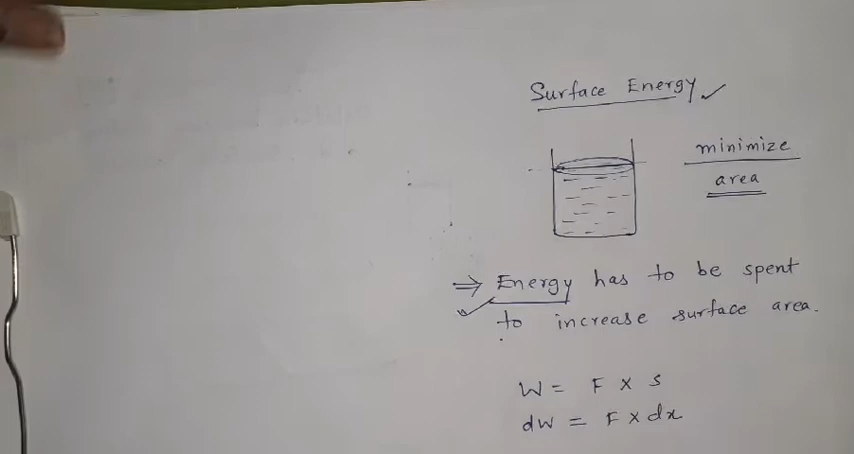 Surface Energy
minimize
area
⇒ Energy has to be spent
to increase surface area.
W = F × s
dW = F × dx